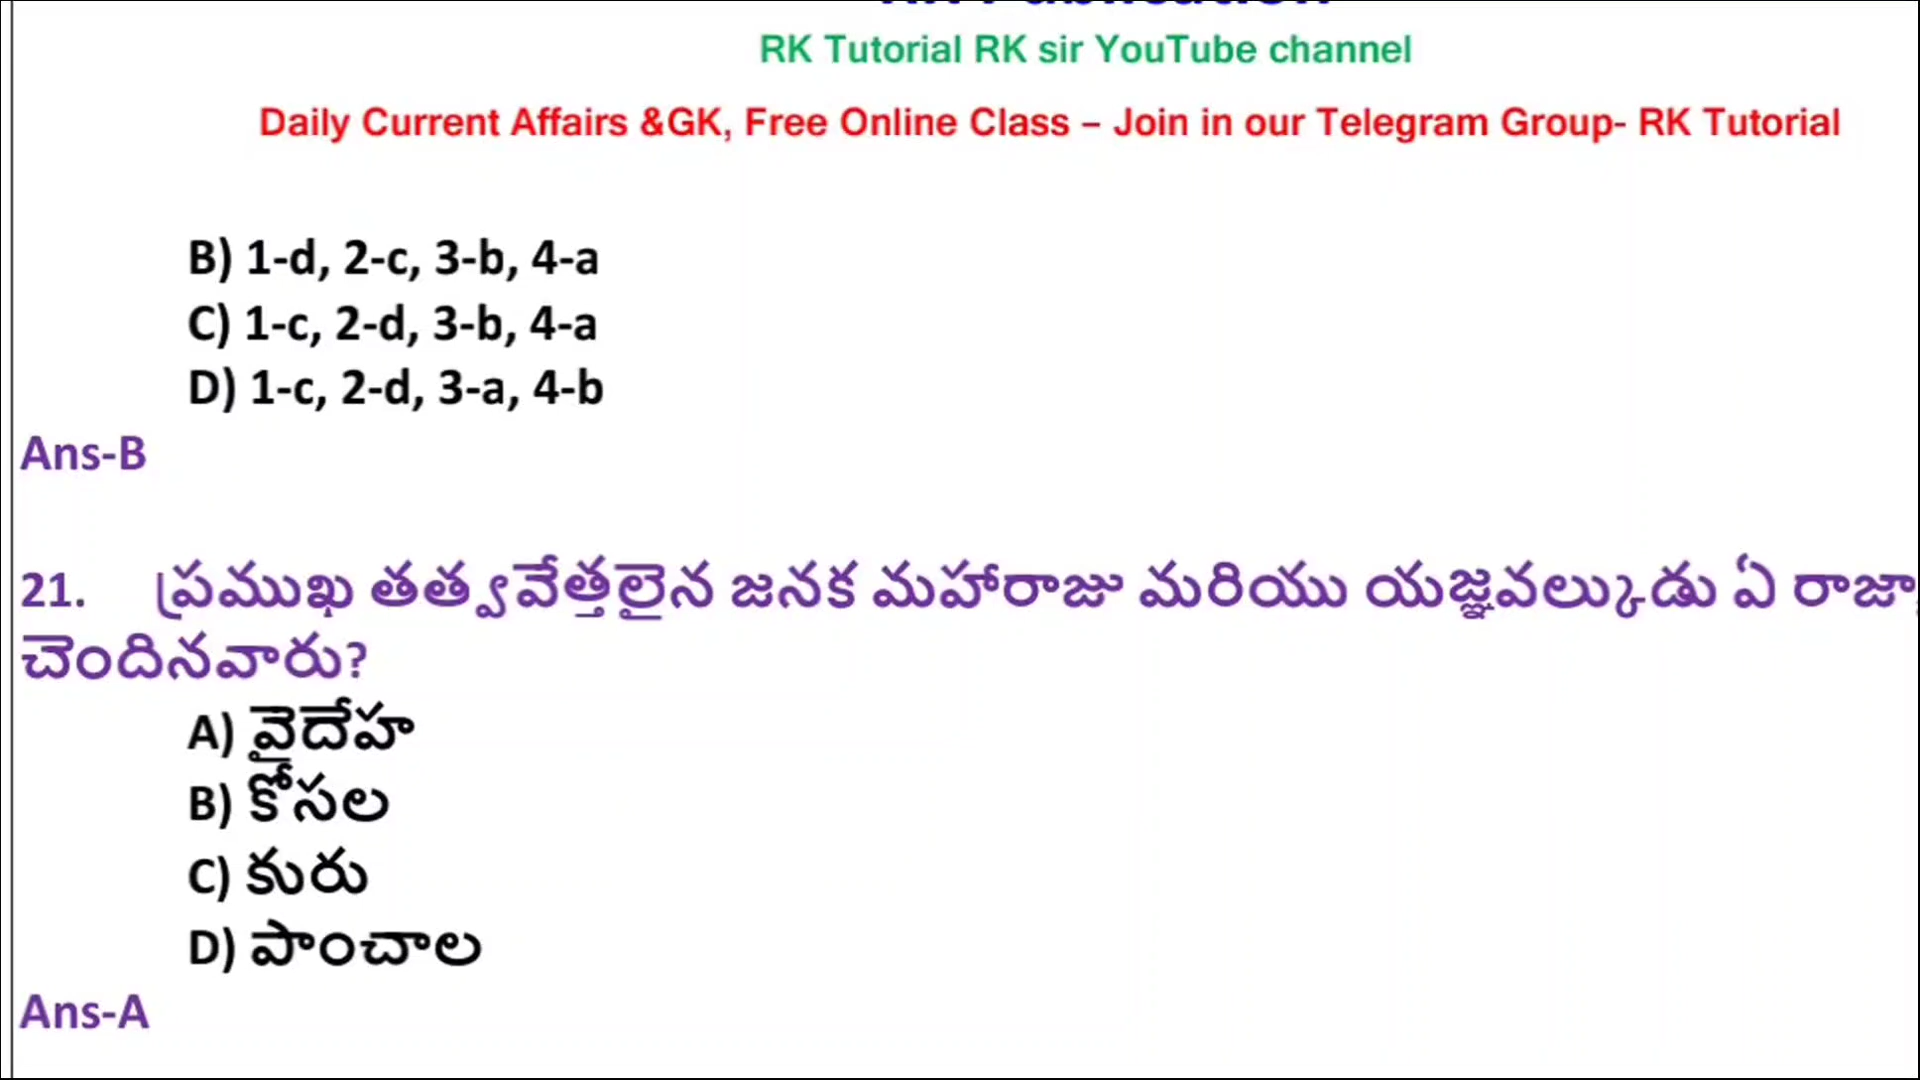 RK Tutorial RK sir YouTube channel
Daily Current Affairs &GK, Free Online Class – Join in our Telegram Group- RK Tutorial
B) 1-d, 2-c, 3-b, 4-a
C) 1-c, 2-d, 3-b, 4-a
D) 1-c, 2-d, 3-a, 4-b
Ans-B
21. ప్రముఖ తత్వవేత్తలైన జనక మహారాజు మరియు యజ్ఞవల్కుడు ఏ
చెందినవారు?
A) వైదేహ
B) కోసల
C) కురు
D) పాంచాల
Ans-A